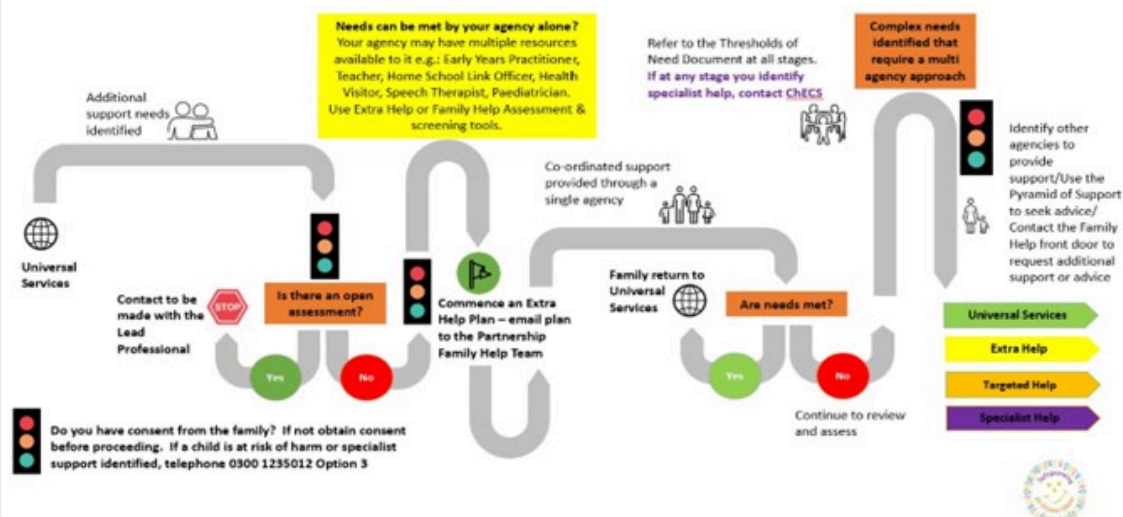 Needs can be met by your agency alone?
Your agency may have multiple resources
available to it e.g.: Early Years Practitioner,
Teacher, Home School Link Officer, Health
Visitor, Speech Therapist, Paediatrician.
Use Extra Help or Family Help Assessment &
screening tools.
Refer to the Thresholds of
Need Document at all stages.
If at any stage you identify
specialist help, contact ChECS
Complex needs
identified that
require a multi
agency approach
Additional
support needs
identified
Identify other
agencies to
provide
support/Use the
Pyramid of Support
to seek advice/
Contact the Family
Help front door to
request additional
support or advice
Co-ordinated support
provided through a
single agency
Universal
Services
Contact to be
made with the
Lead
Professional
STOP
Is there an open
assessment?
Yes
No
Commence an Extra
Help Plan – email plan
to the Partnership
Family Help Team
Family return to
Universal
Services
Are needs met?
Yes
No
Continue to review
and assess
Universal Services
Extra Help
Targeted Help
Specialist Help
Do you have consent from the family? If not obtain consent
before proceeding. If a child is at risk of harm or specialist
support identified, telephone 0300 1235012 Option 3